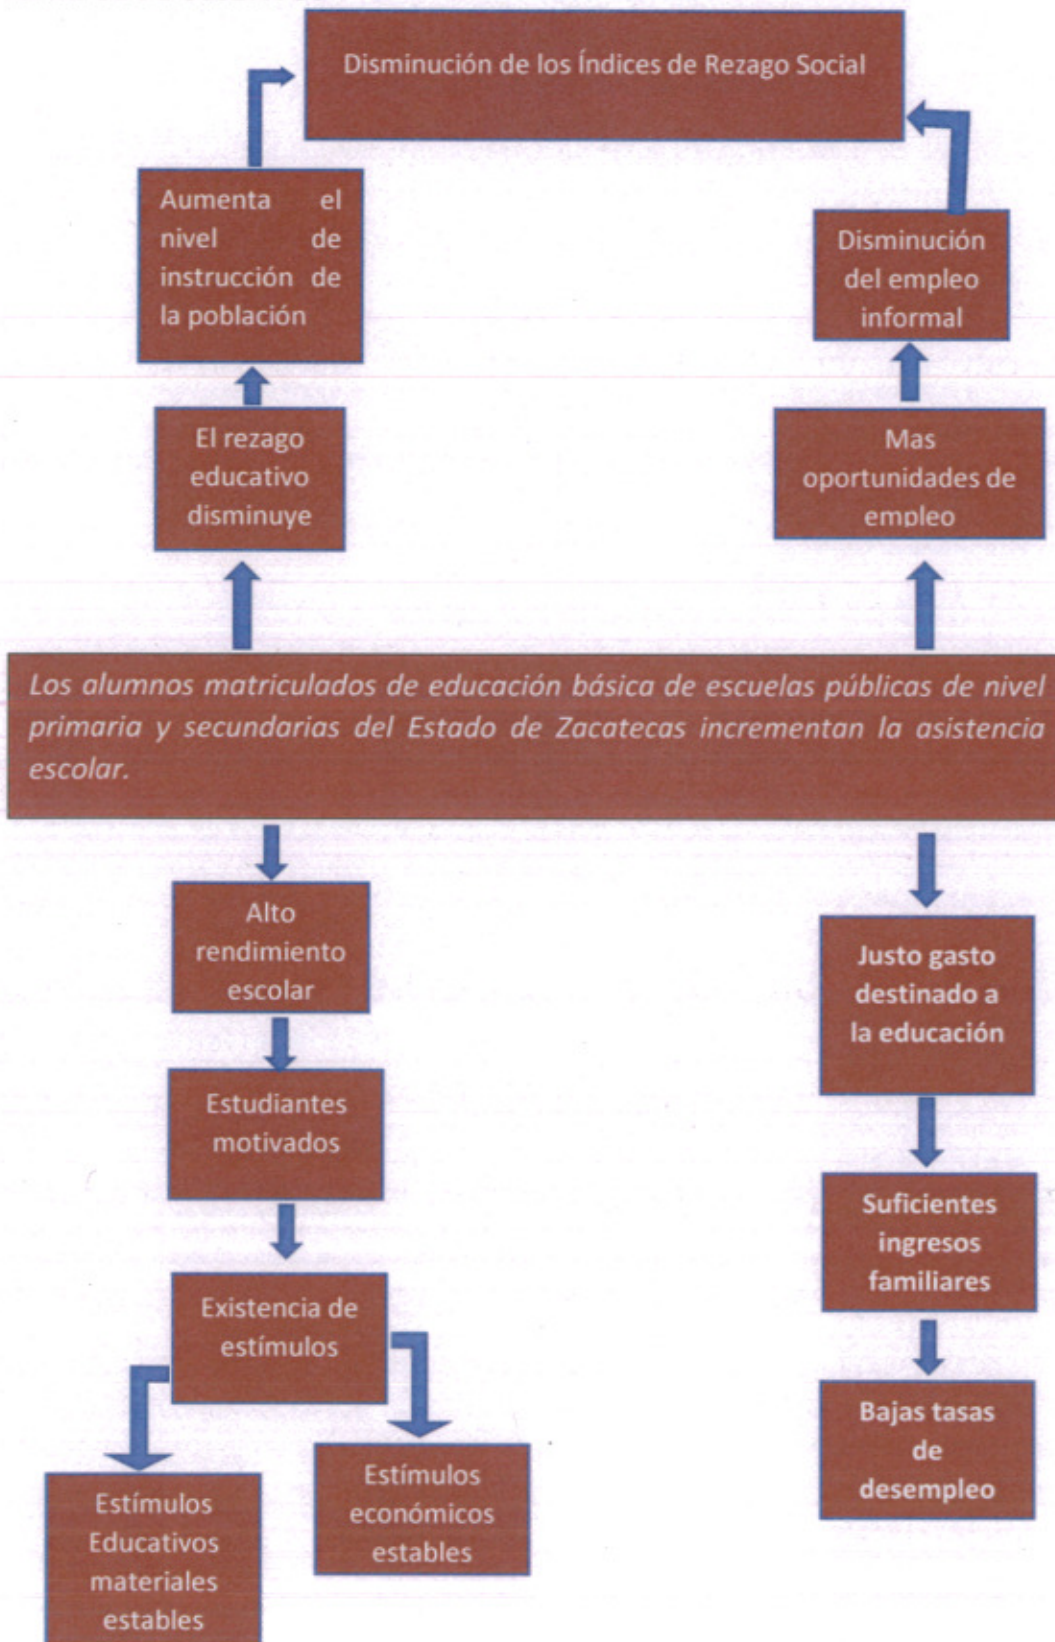 Disminución de los Índices de Rezago Social
Aumenta el
nivel de
instrucción de
la población
Disminución
del empleo
informal
El rezago
educativo
disminuye
Mas
oportunidades de
empleo
Los alumnos matriculados de educación básica de escuelas públicas de nivel
primaria y secundarias del Estado de Zacatecas incrementan la asistencia
escolar.
Alto
rendimiento
escolar
Justo gasto
destinado a
la educación
Estudiantes
motivados
Suficientes
ingresos
familiares
Existencia de
estímulos
Bajas tasas
de
desempleo
Estímulos
Educativos
materiales
estables
Estímulos
económicos
estables